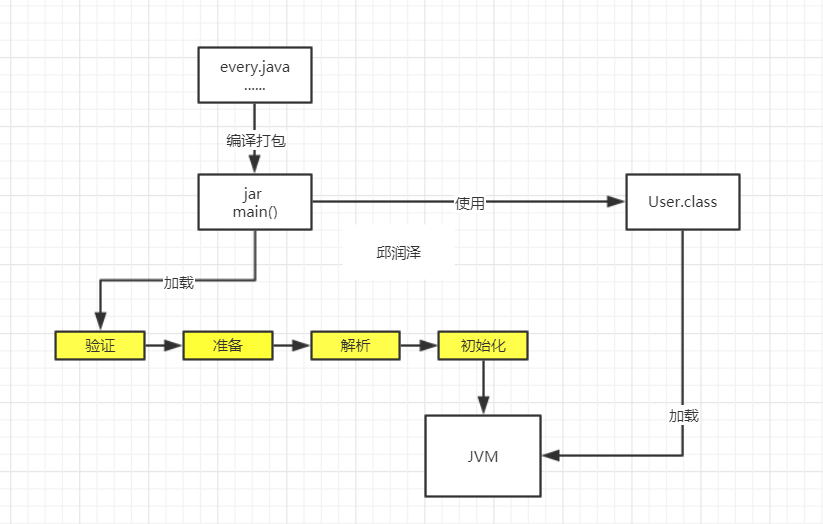 every.java
......
编译打包
jar
main()
使用
User.class
邱润泽
加载
验证
准备
解析
初始化
加载
JVM